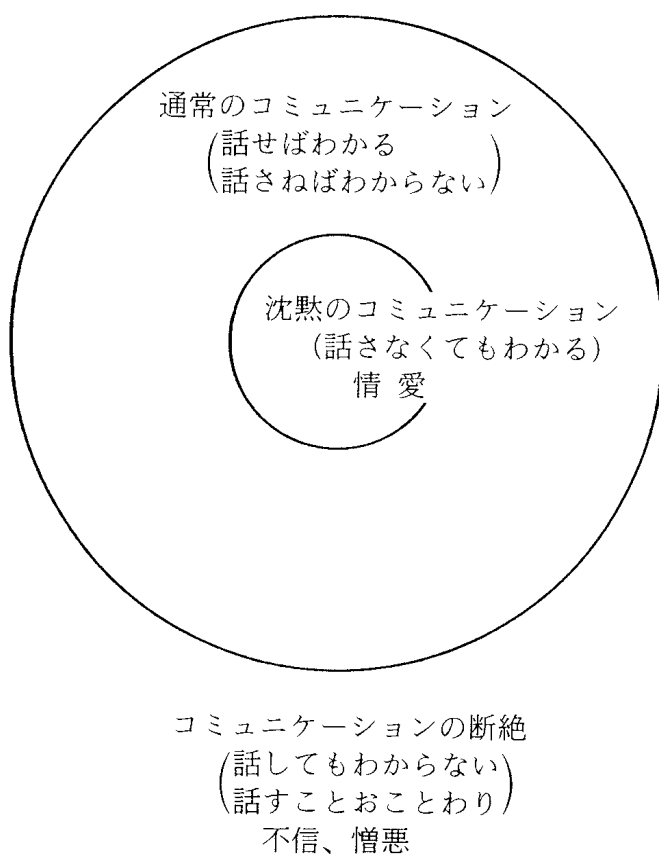 通常のコミュニケーション
(話せばわかる
話さねばわからない)
沈黙のコミュニケーション
(話さなくてもわかる)
情 愛
コミュニケーションの断絶
(話してもわからない
話すことおことわり)
不信、憎悪